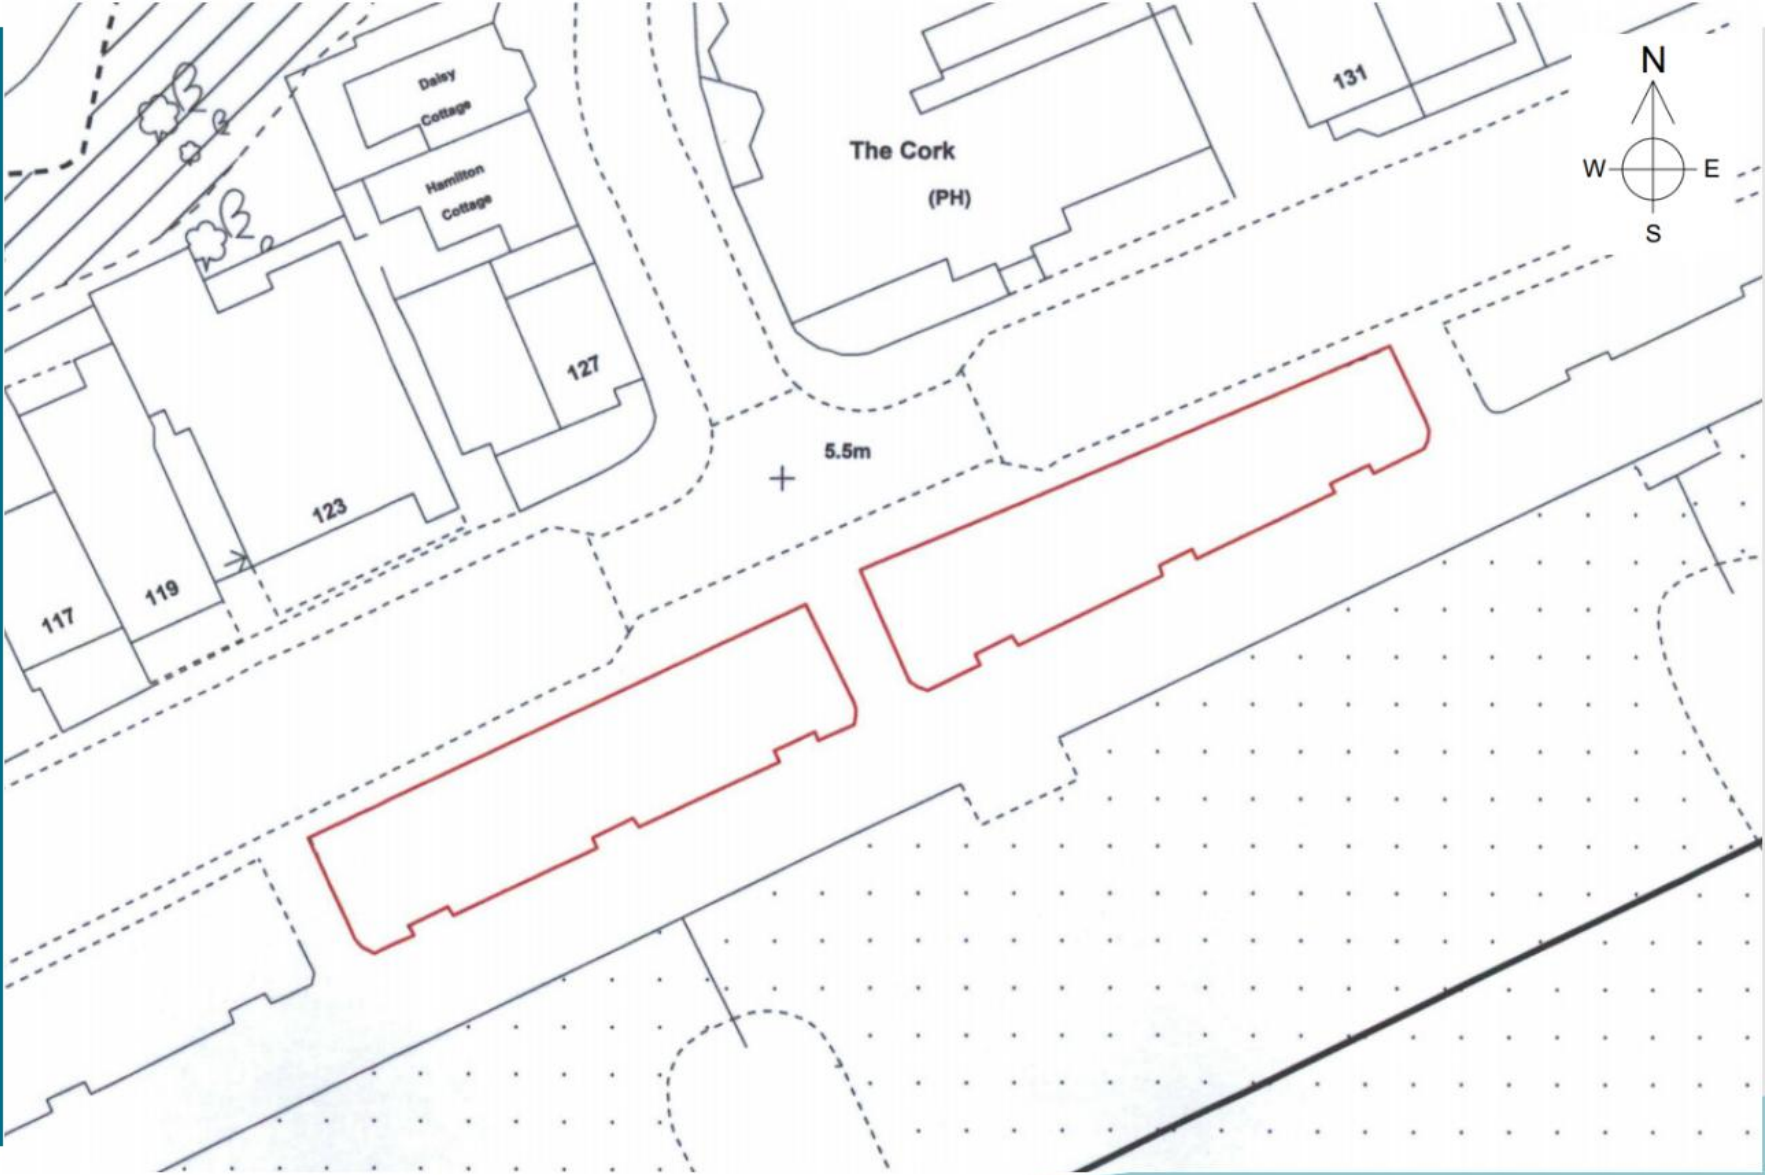 N
W E
S
Daisy
Cottage
Hamilton
Cottage
The Cork
(PH)
131
127
5.5m
123
119
117